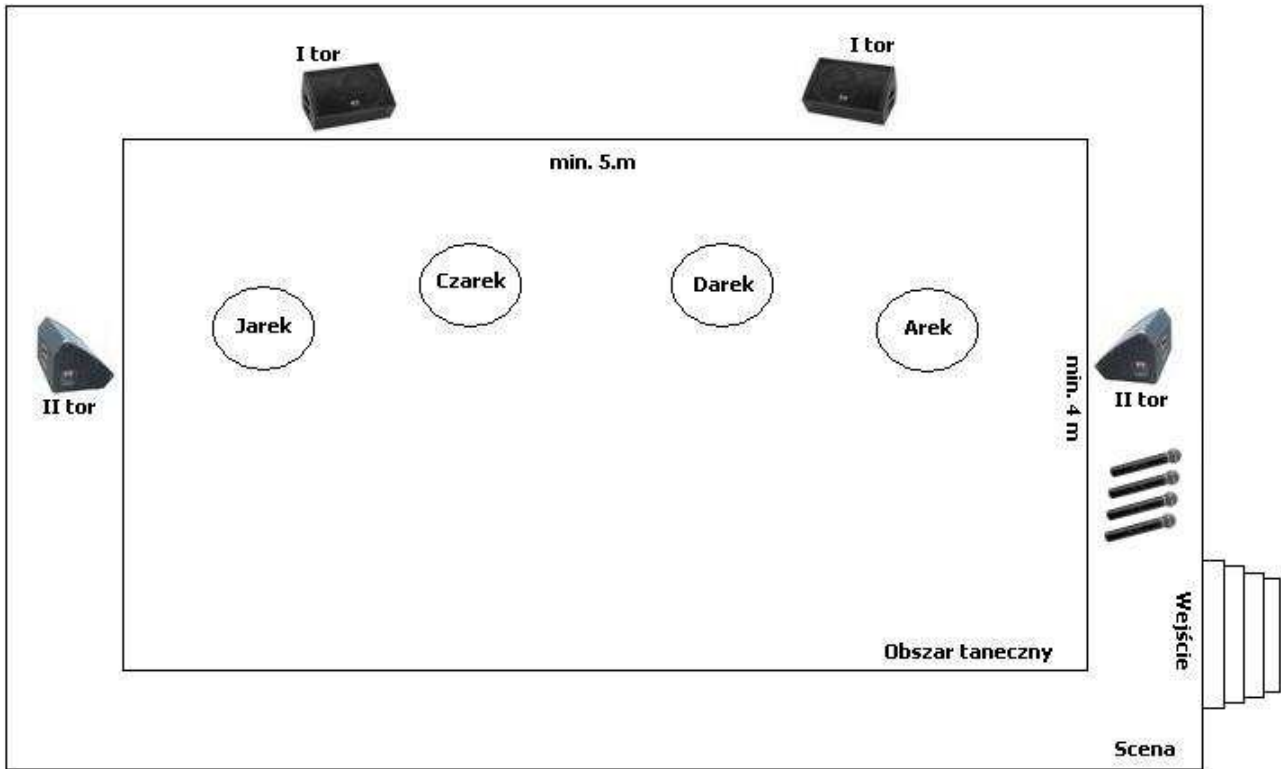 I tor
I tor
min. 5.m
Czarek
Darek
Jarek
Arek
II tor
min. 4 m
II tor
Obszar taneczny
Wejście
Scena